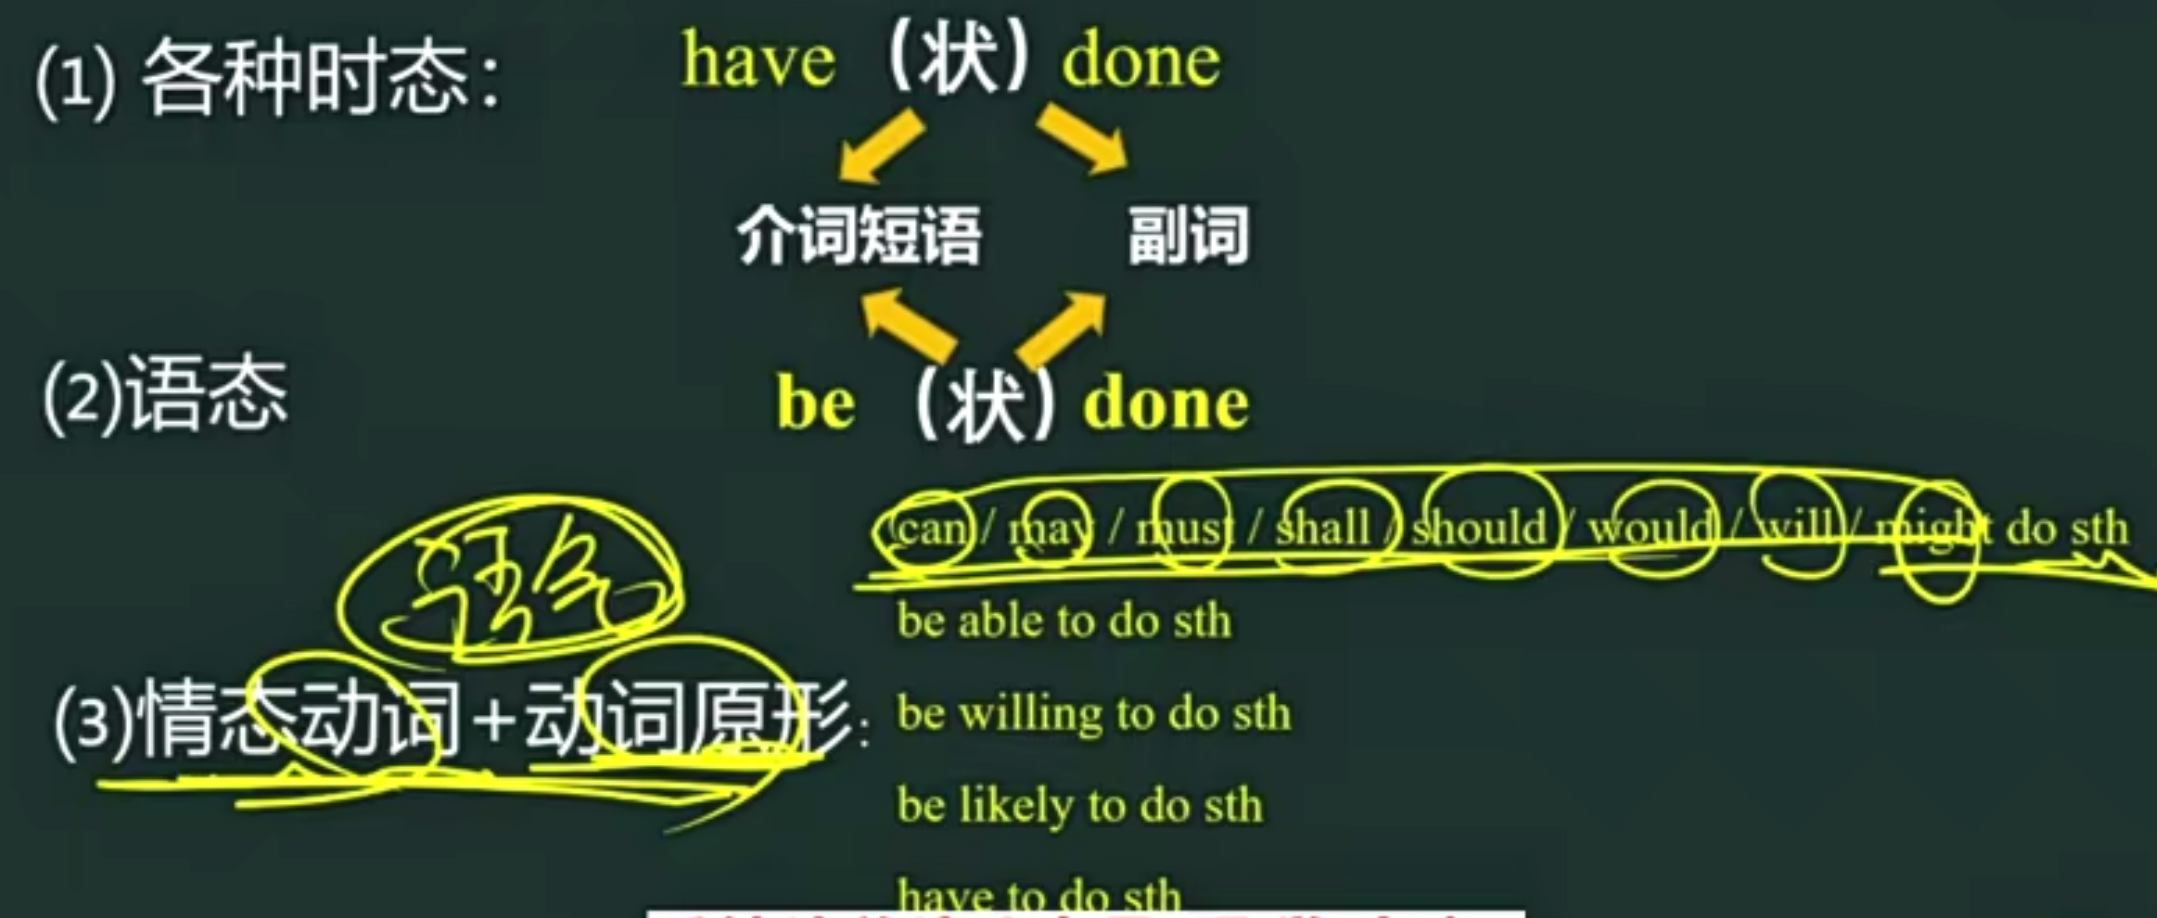 (1) 各种时态：
have （状）done
介词短语 副词
(2)语态
be （状）done
can / may / must / shall / should / would / will / might do sth
语气
be able to do sth
(3)情态动词+动词原形：
be willing to do sth
be likely to do sth
have to do sth